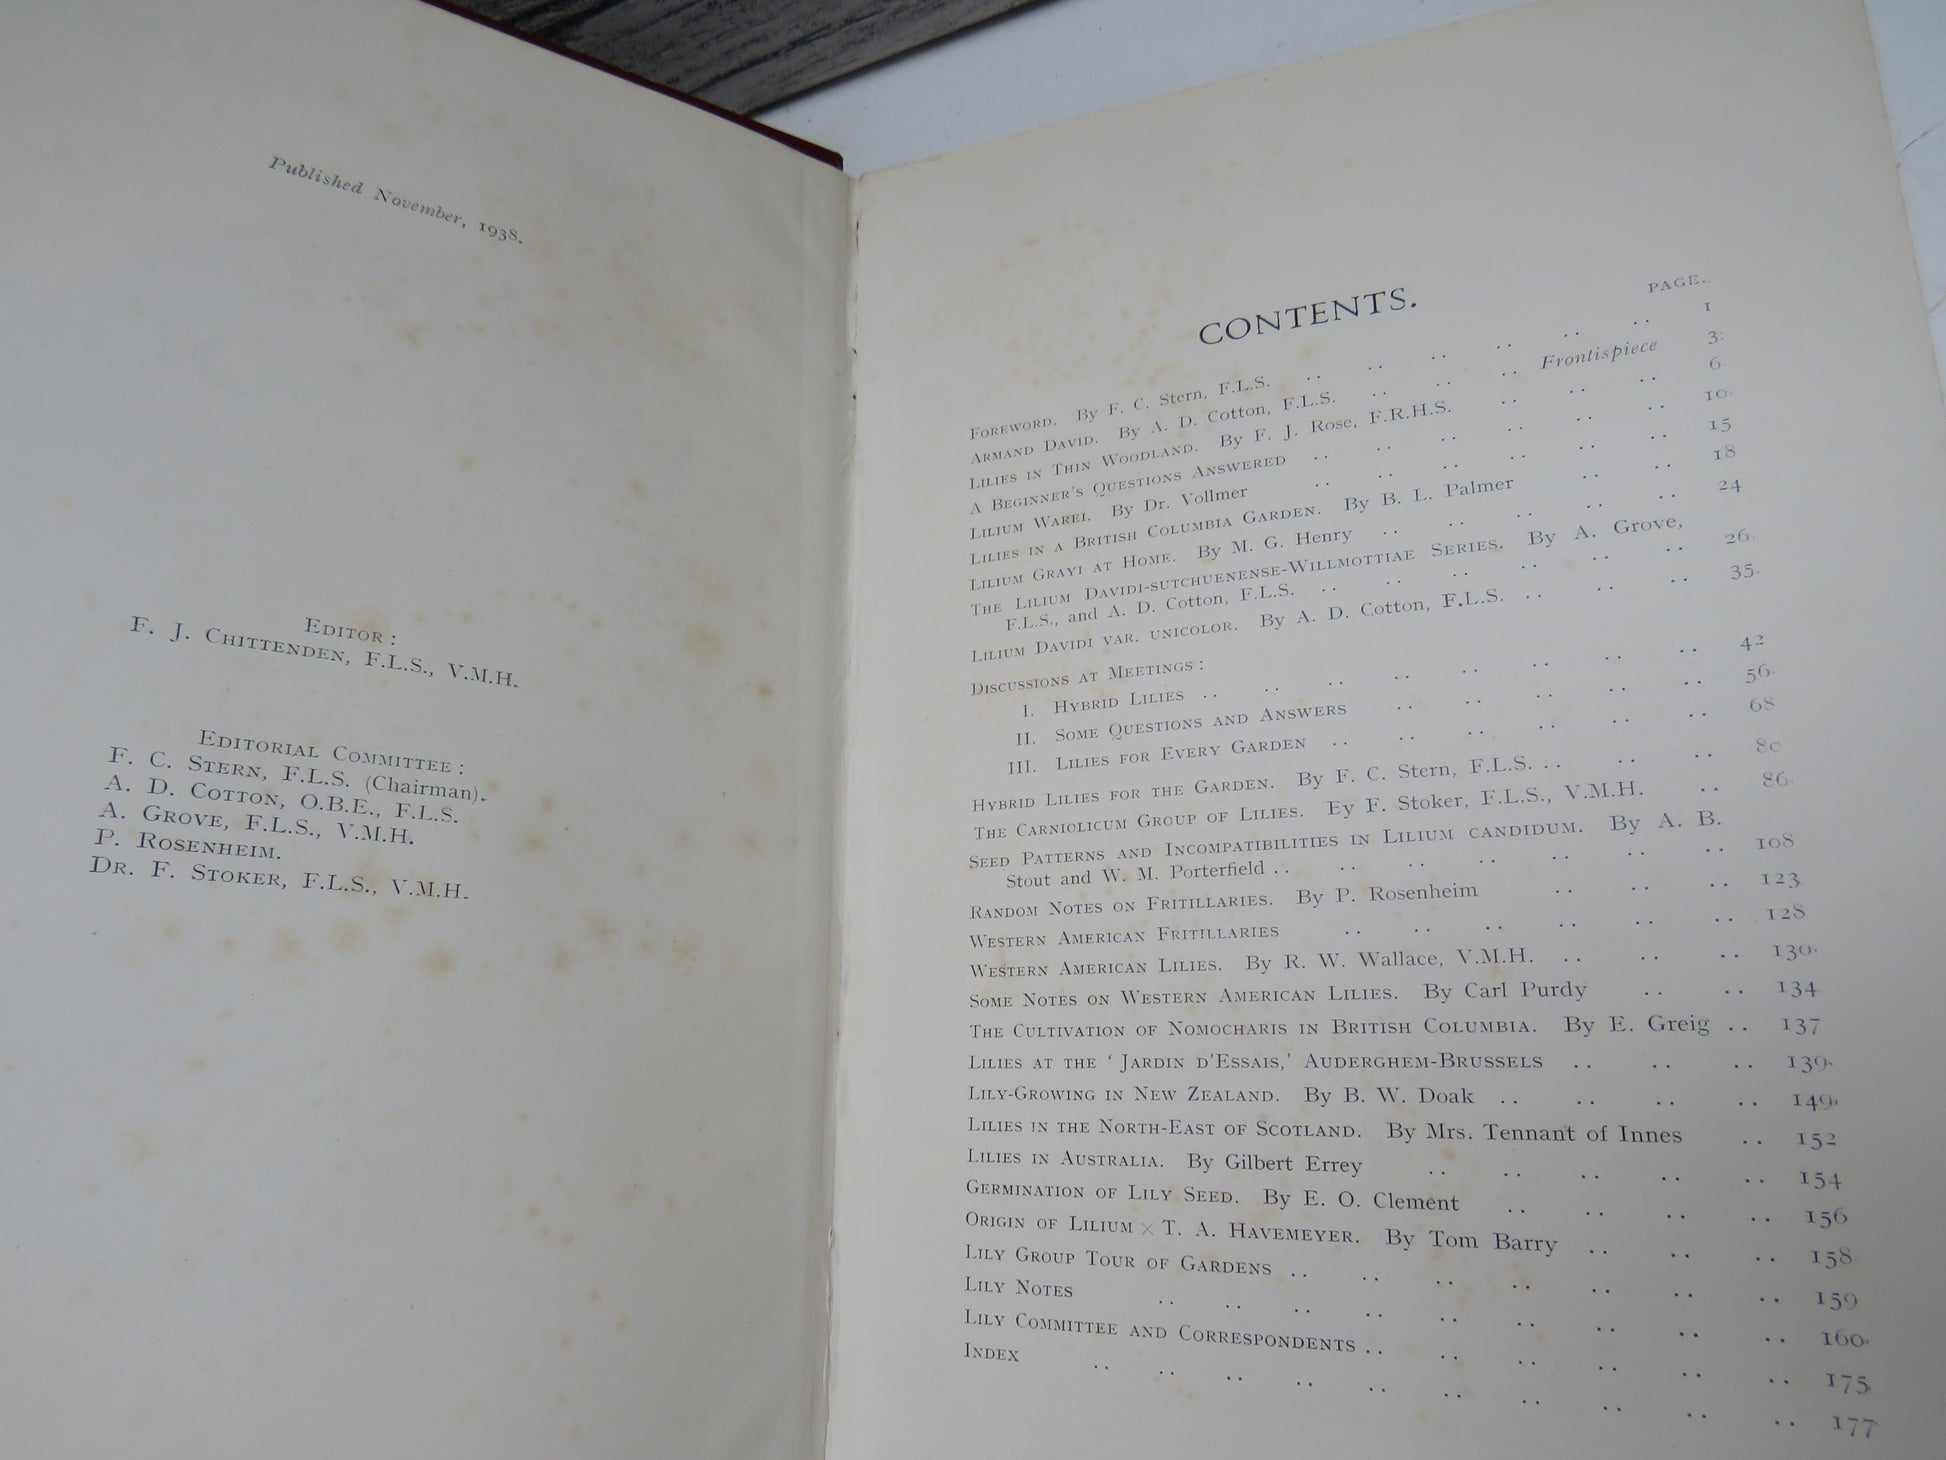 Published November, 1938.
EDITOR:
F. J. CHITTENDEN, F.L.S., V.M.H.
EDITORIAL COMMITTEE:
F. C. STERN, F.L.S. (Chairman).
A. D. COTTON, O.B.E., F.L.S.
A. GROVE, F.L.S., V.M.H.
P. ROSENHEIM.
DR. F. STOKER, F.L.S., V.M.H.
CONTENTS.
PAGE.
FOREWORD. By F. C. Stern, F.L.S. .. .. .. .. .. .. 1
ARMAND DAVID. By A. D. Cotton, F.L.S. .. .. .. Frontispiece 3
LILIES IN THIN WOODLAND. By F. J. Rose, F.R.H.S. .. .. .. 6
A BEGINNER'S QUESTIONS ANSWERED .. .. .. .. .. .. 10
LILIUM WAREI. By Dr. Vollmer .. .. .. .. .. .. 15
LILIES IN A BRITISH COLUMBIA GARDEN. By B. L. Palmer .. .. 18
LILIUM GRAYI AT HOME. By M. G. Henry .. .. .. .. .. 24
THE LILIUM DAVIDI-SUTCHUENENSE-WILLMOTTIAE SERIES. By A. Grove,
F.L.S., and A. D. Cotton, F.L.S. .. .. .. .. .. .. 26
LILIUM DAVIDI VAR. UNICOLOR. By A. D. Cotton, F.L.S. .. .. .. 35
DISCUSSIONS AT MEETINGS:
I. HYBRID LILIES .. .. .. .. .. .. .. .. 42
II. SOME QUESTIONS AND ANSWERS .. .. .. .. .. 56
III. LILIES FOR EVERY GARDEN .. .. .. .. .. .. 68
HYBRID LILIES FOR THE GARDEN. By F. C. Stern, F.L.S. .. .. .. 80
THE CARNIOLICUM GROUP OF LILIES. Ey F. Stoker, F.L.S., V.M.H. .. 86
SEED PATTERNS AND INCOMPATIBILITIES IN LILIUM CANDIDUM. By A. B.
Stout and W. M. Porterfield .. .. .. .. .. .. .. 108
RANDOM NOTES ON FRITILLARIES. By P. Rosenheim .. .. .. 123
WESTERN AMERICAN FRITILLARIES .. .. .. .. .. .. 128
WESTERN AMERICAN LILIES. By R. W. Wallace, V.M.H. .. .. .. 130
SOME NOTES ON WESTERN AMERICAN LILIES. By Carl Purdy .. .. 134
THE CULTIVATION OF NOMOCHARIS IN BRITISH COLUMBIA. By E. Greig .. 137
LILIES AT THE 'JARDIN D'ESSAIS,' AUDERGHEM-BRUSSELS .. .. .. 139
LILY-GROWING IN NEW ZEALAND. By B. W. Doak .. .. .. .. 149
LILIES IN THE NORTH-EAST OF SCOTLAND. By Mrs. Tennant of Innes .. 152
LILIES IN AUSTRALIA. By Gilbert Errey .. .. .. .. .. 154
GERMINATION OF LILY SEED. By E. O. Clement .. .. .. .. 156
ORIGIN OF LILIUM × T. A. HAVEMEYER. By Tom Barry .. .. .. 158
LILY GROUP TOUR OF GARDENS .. .. .. .. .. .. .. 159
LILY NOTES .. .. .. .. .. .. .. .. .. 160
LILY COMMITTEE AND CORRESPONDENTS .. .. .. .. .. .. 175
INDEX .. .. .. .. .. .. .. .. .. .. 177